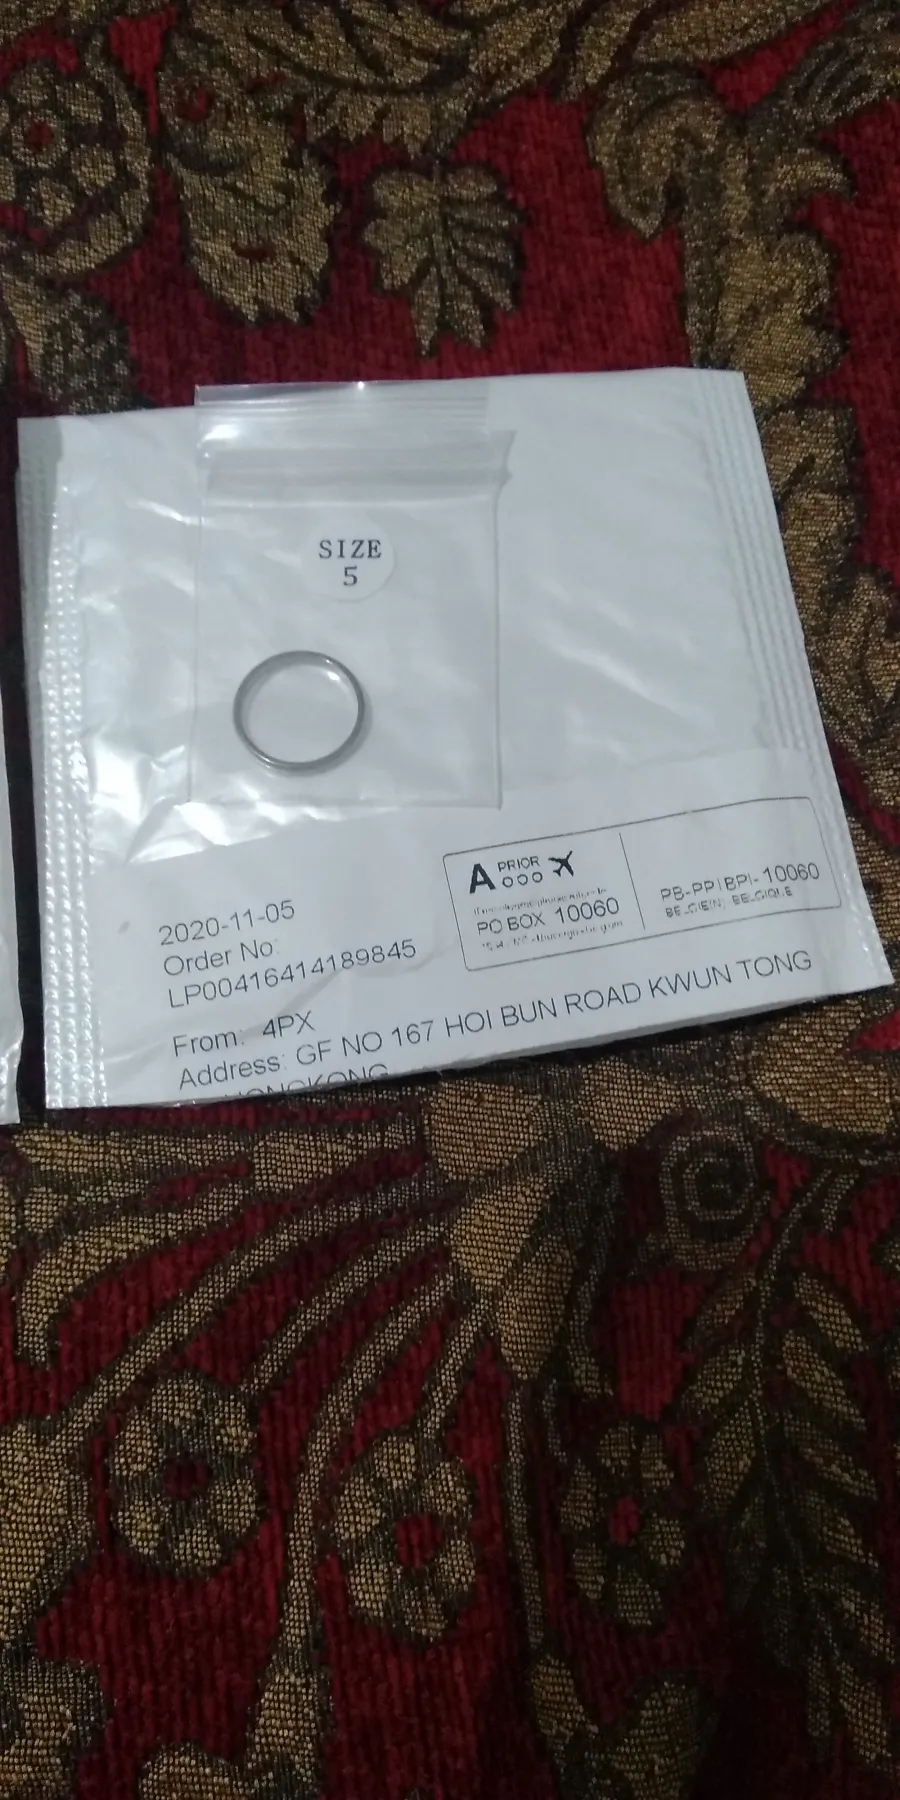 SIZE
5
A PRIOR
PO BOX 10060
PB-PP|BPI-10060
BELGIE(N) BELGIQUE
2020-11-05
Order No:
LP00416414189845
From: 4PX
Address: GF NO 167 HOI BUN ROAD KWUN TONG
HONGKONG